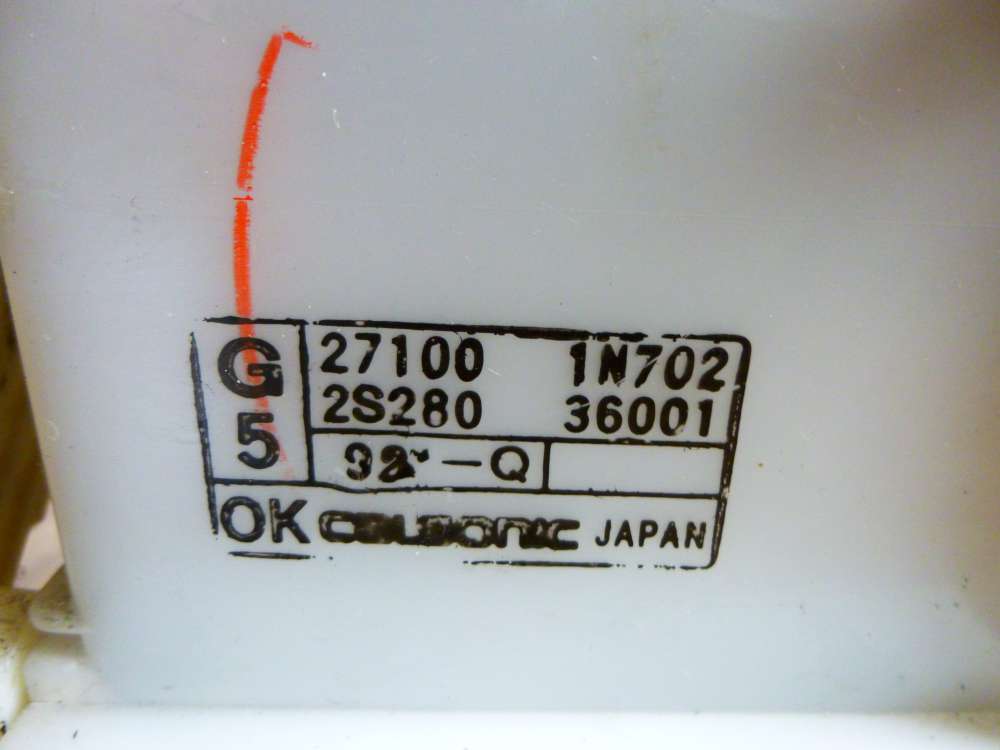 G 27100 1N702
5 2S280 36001
-Q
OK CALSONIC JAPAN